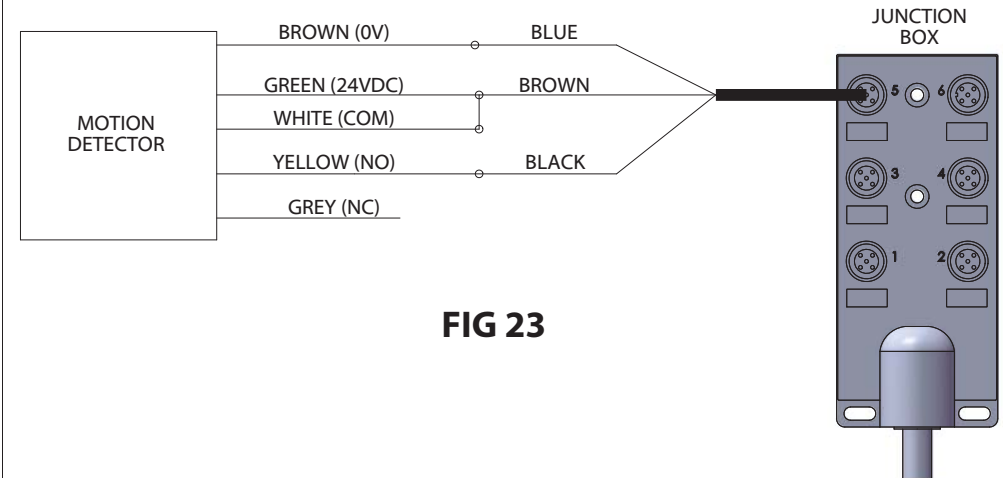 JUNCTION
BOX
BROWN (0V)
BLUE
GREEN (24VDC)
BROWN
WHITE (COM)
MOTION
DETECTOR
YELLOW (NO)
BLACK
GREY (NC)
5
6
3
4
1
2
FIG 23